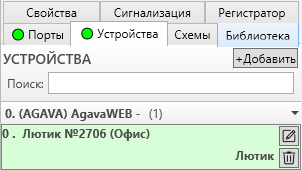 Свойства Сигнализация Регистратор
Порты Устройства Схемы Библиотека
УСТРОЙСТВА +Добавить
Поиск:
0. (AGAVA) AgavaWEB - (1)
0 . Лютик №2706 (Офис)
Лютик